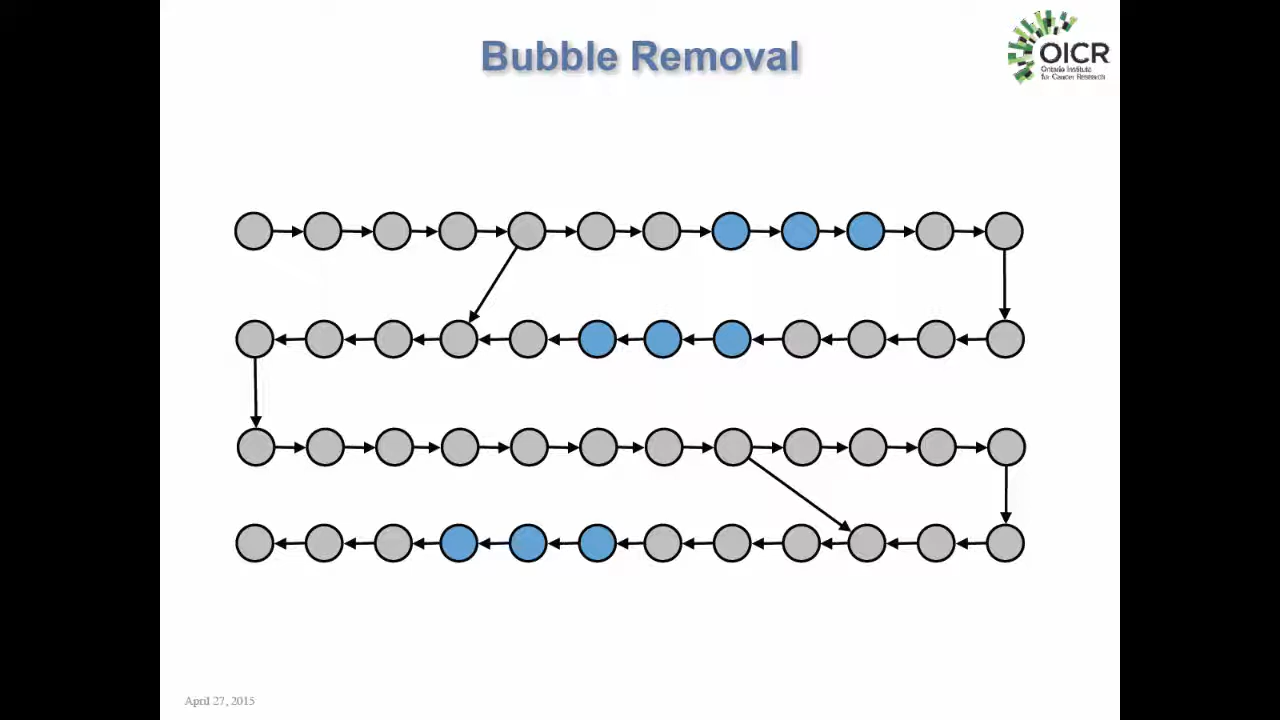 Bubble Removal
OICR
Ontario Institute
for Cancer Research
April 27, 2015